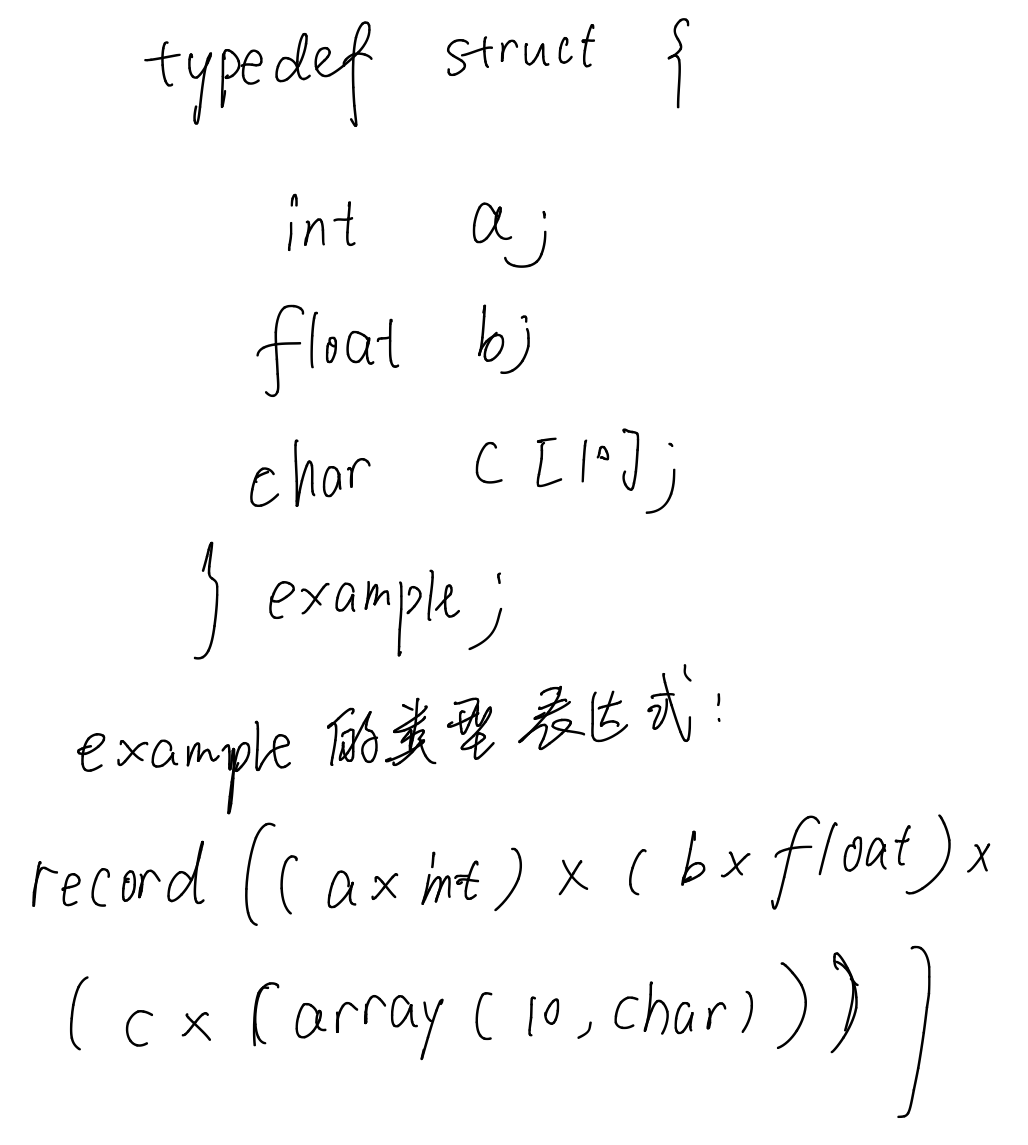 typedef struct {
int a;
float b;
char c [10];
} example;
example 的类型表达式:
record ((a x int) x (b x float) x
(c x (array (10, char))))